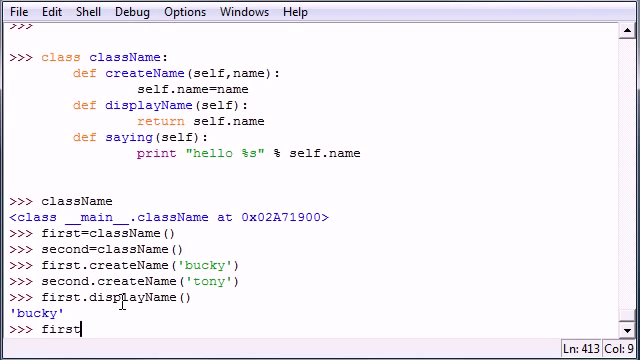 File Edit Shell Debug Options Windows Help
>>>
>>> class className:
def createName(self,name):
self.name=name
def displayName(self):
return self.name
def saying(self):
print "hello %s" % self.name
>>> className
<class __main__.className at 0x02A71900>
>>> first=className()
>>> second=className()
>>> first.createName('bucky')
>>> second.createName('tony')
>>> first.displayName()
'bucky'
>>> first
Ln: 413 Col: 9